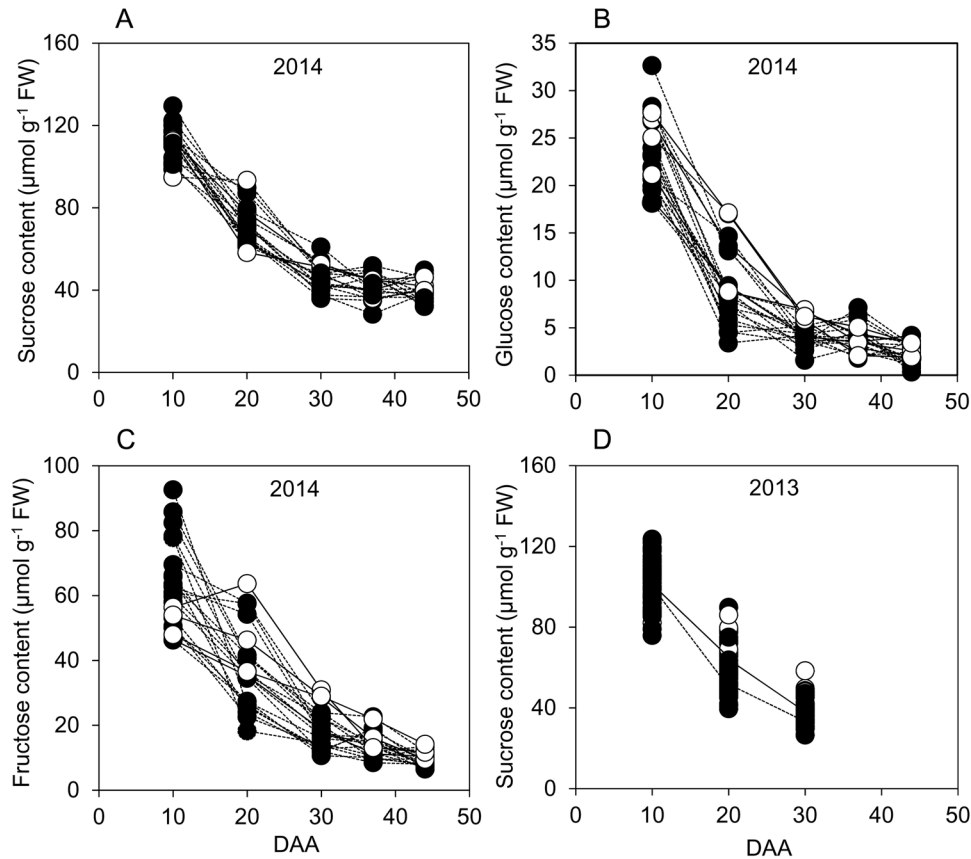 A
2014
Sucrose content (µmol g⁻¹ FW)
160
120
80
40
0
0 10 20 30 40 50
B
2014
Glucose content (µmol g⁻¹ FW)
35
30
25
20
15
10
5
0
0 10 20 30 40 50
C
2014
Fructose content (µmol g⁻¹ FW)
100
80
60
40
20
0
0 10 20 30 40 50
DAA
D
2013
Sucrose content (µmol g⁻¹ FW)
160
120
80
40
0
0 10 20 30 40 50
DAA